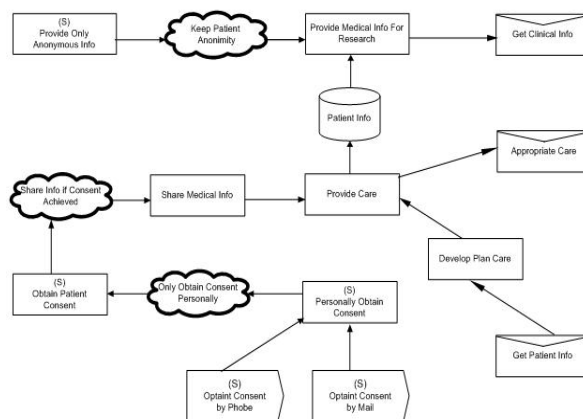 (S)
Provide Only
Anonymous Info
Keep Patient
Anonimity
Provide Medical Info For
Research
Get Clinical Info
Patient Info
Appropriate Care
Share Info if Consent
Achieved
Share Medical Info
Provide Care
Develop Plan Care
(S)
Obtain Patient
Consent
Only Obtain Consent
Personally
(S)
Personally Obtain
Consent
Get Patient Info
(S)
Optaint Consent
by Phobe
(S)
Optaint Consent
by Mail